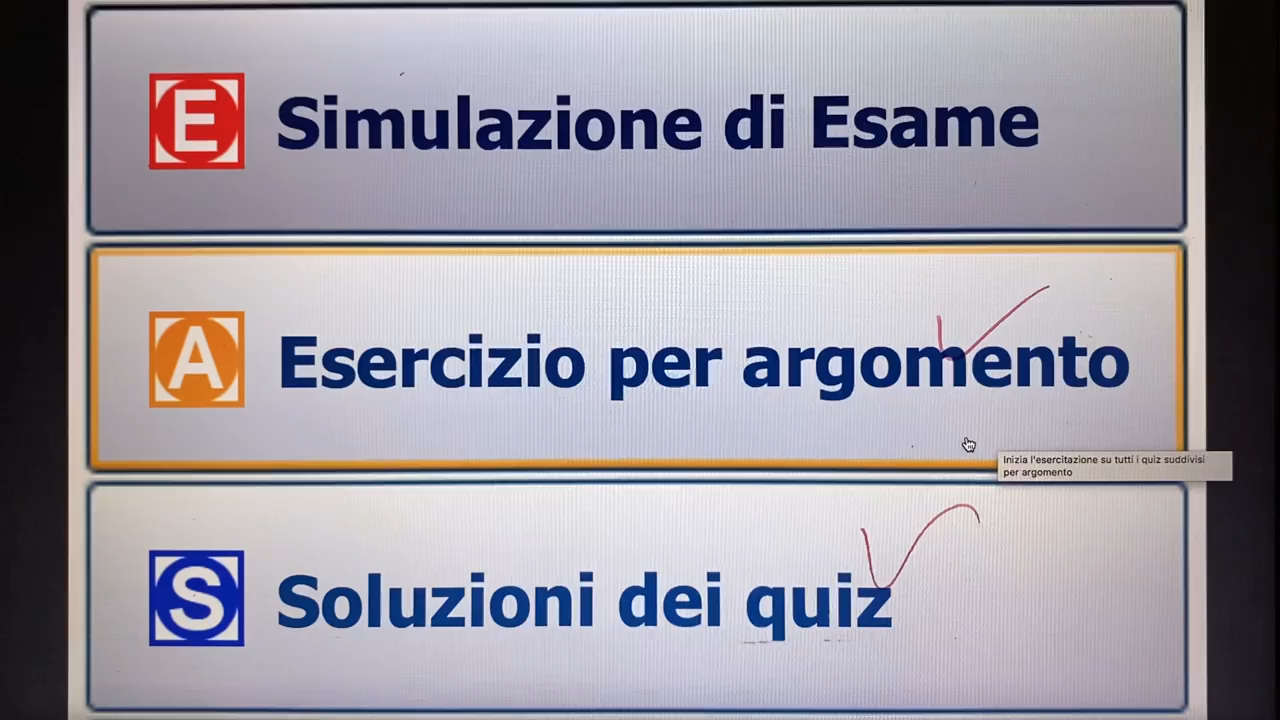 E Simulazione di Esame
A Esercizio per argomento
Inizia l'esercitazione su tutti i quiz suddivisi
per argomento
S Soluzioni dei quiz